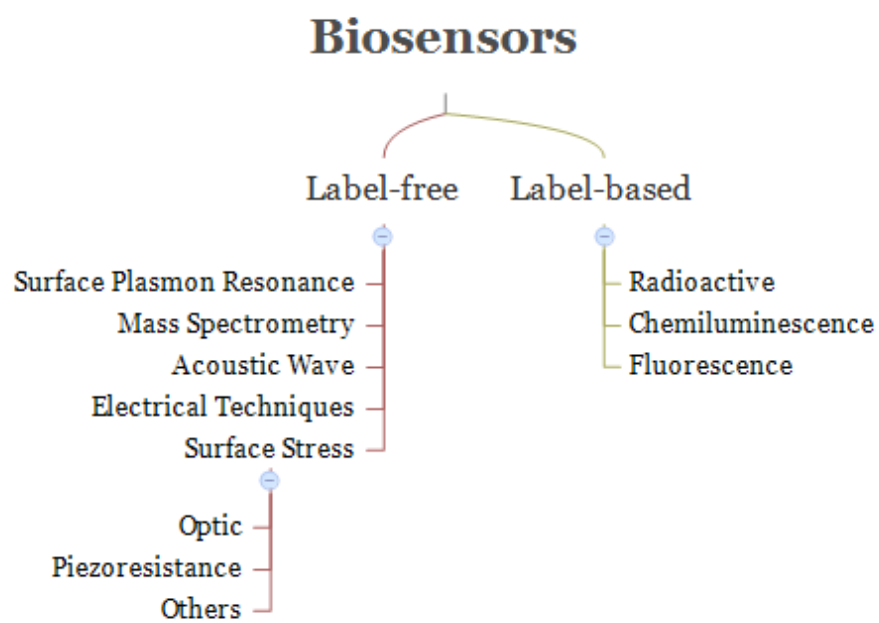 Biosensors
Label-free
Label-based
Surface Plasmon Resonance
Mass Spectrometry
Acoustic Wave
Electrical Techniques
Surface Stress
Optic
Piezoresistance
Others
Radioactive
Chemiluminescence
Fluorescence